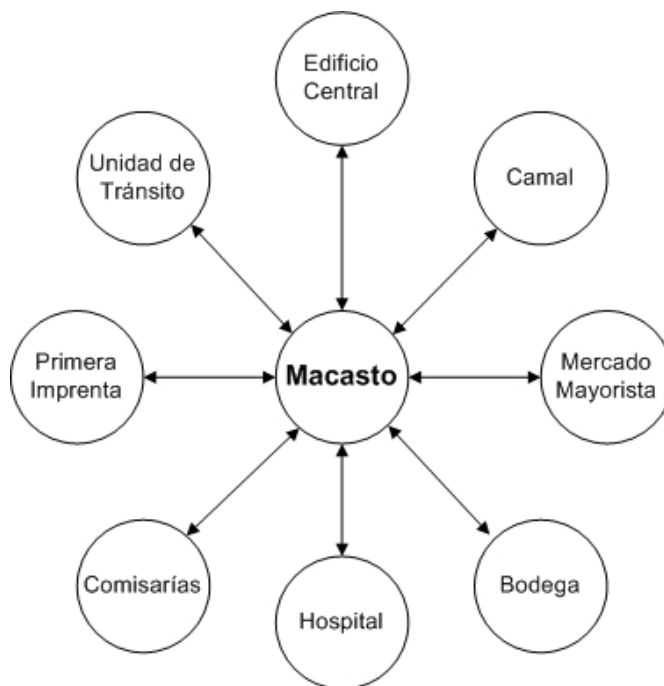 Edificio
Central
Unidad de
Tránsito
Camal
Primera
Imprenta
Macasto
Mercado
Mayorista
Comisarías
Hospital
Bodega